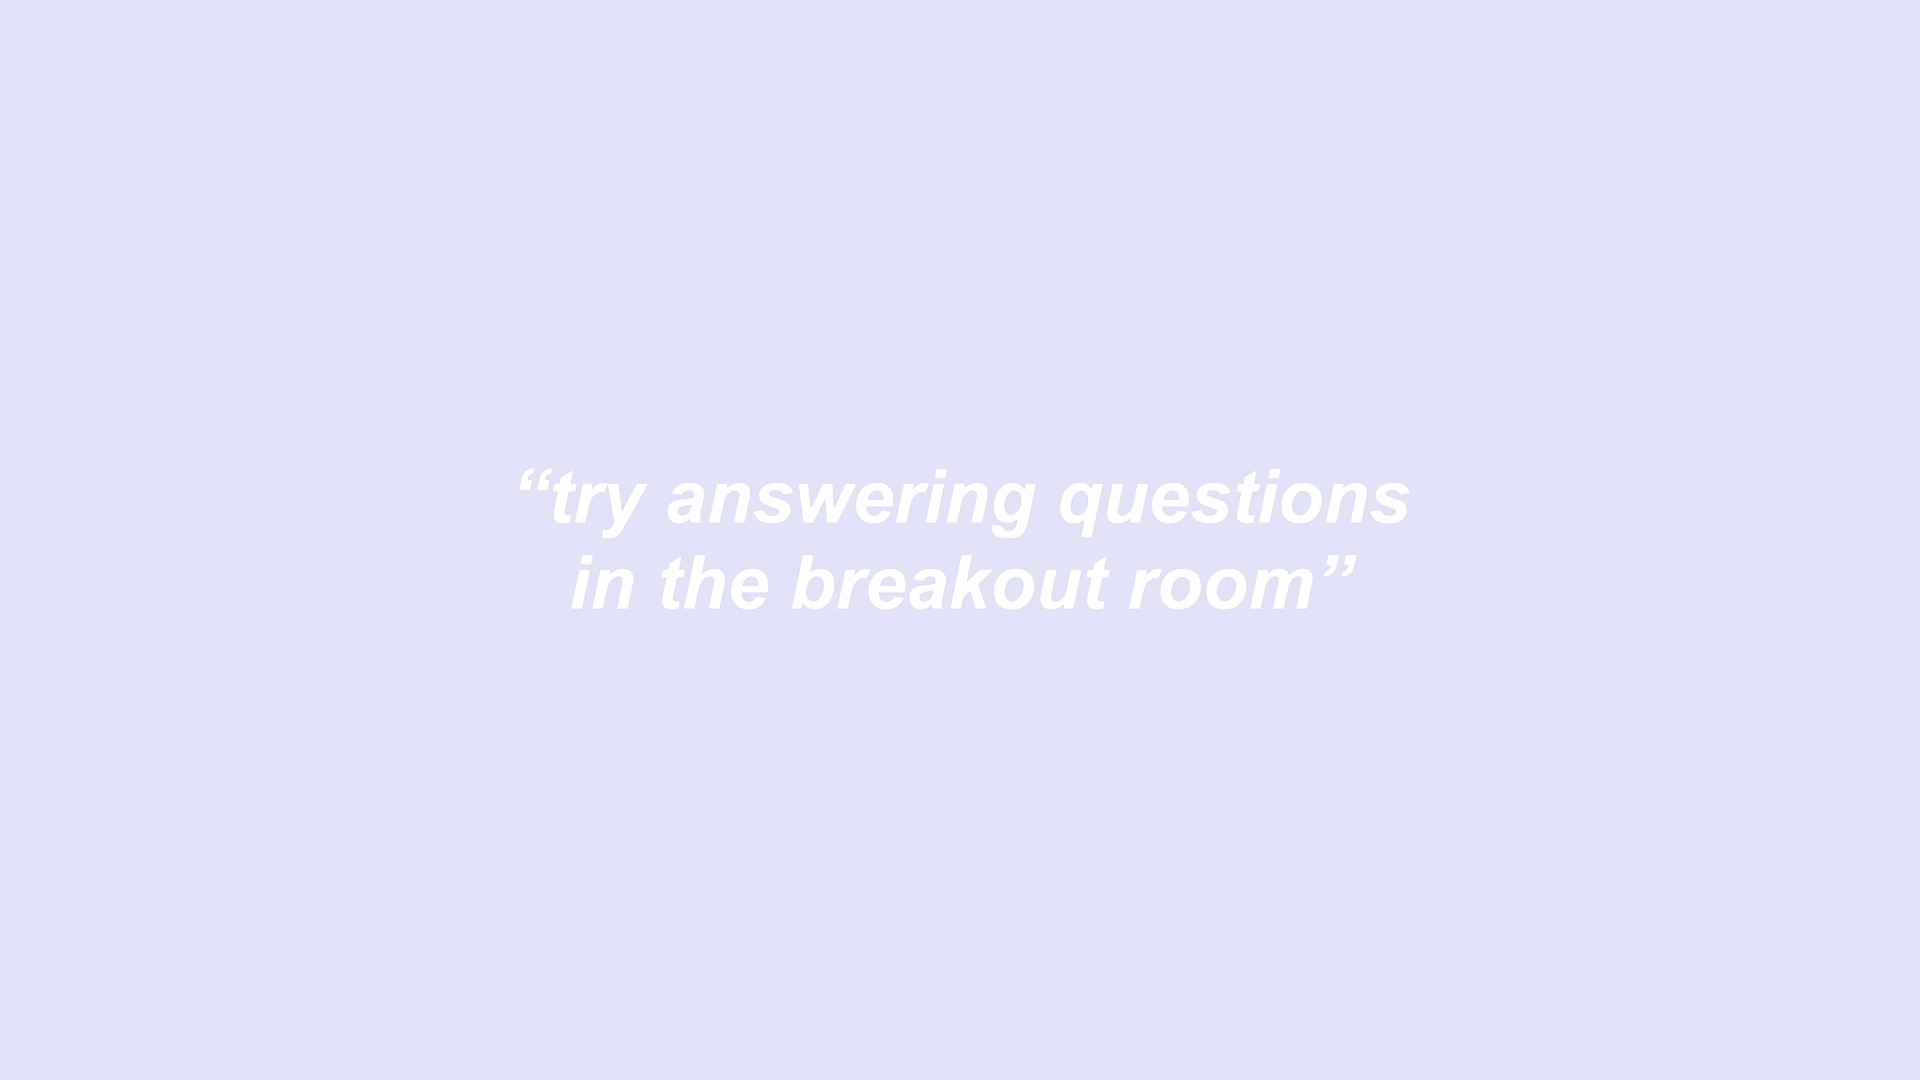 “try answering questions
in the breakout room”